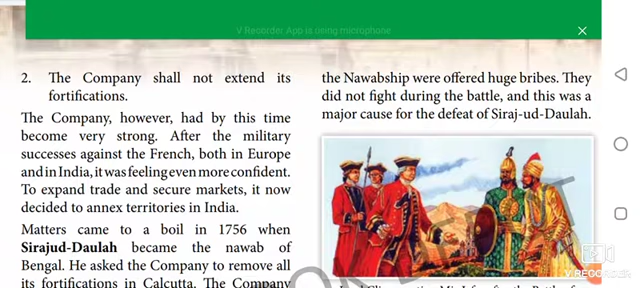 V Recorder App is using microphone
2. The Company shall not extend its
fortifications.
The Company, however, had by this time
become very strong. After the military
successes against the French, both in Europe
and in India, it was feeling even more confident.
To expand trade and secure markets, it now
decided to annex territories in India.
Matters came to a boil in 1756 when
Sirajud-Daulah became the nawab of
Bengal. He asked the Company to remove all
its fortifications in Calcutta. The Company
the Nawabship were offered huge bribes. They
did not fight during the battle, and this was a
major cause for the defeat of Siraj-ud-Daulah.
V RECORDER